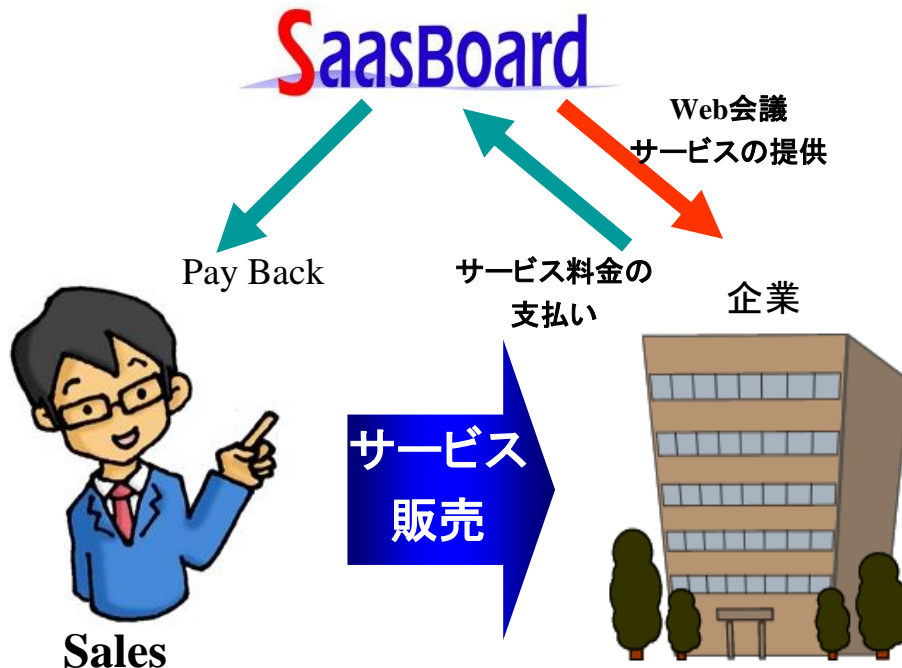 SaasBoard
Web会議
サービスの提供
Pay Back
サービス料金の
支払い
企業
サービス
販売
Sales